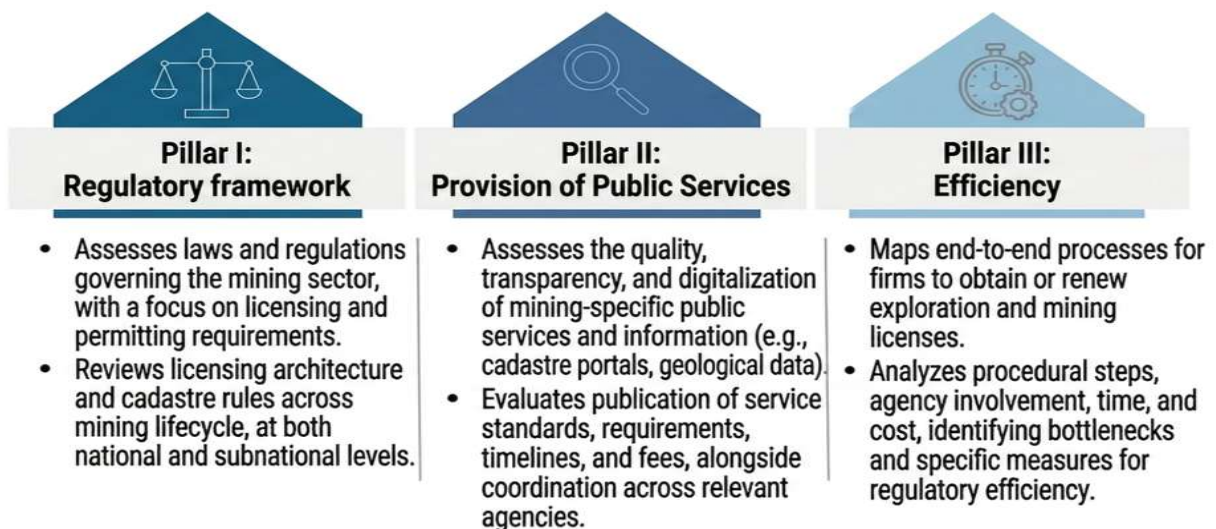 Pillar I:
Regulatory framework
• Assesses laws and regulations
governing the mining sector,
with a focus on licensing and
permitting requirements.
• Reviews licensing architecture
and cadastre rules across
mining lifecycle, at both
national and subnational levels.
Pillar II:
Provision of Public Services
• Assesses the quality,
transparency, and digitalization
of mining-specific public
services and information (e.g.,
cadastre portals, geological data).
• Evaluates publication of service
standards, requirements,
timelines, and fees, alongside
coordination across relevant
agencies.
Pillar III:
Efficiency
• Maps end-to-end processes for
firms to obtain or renew
exploration and mining
licenses.
• Analyzes procedural steps,
agency involvement, time, and
cost, identifying bottlenecks
and specific measures for
regulatory efficiency.